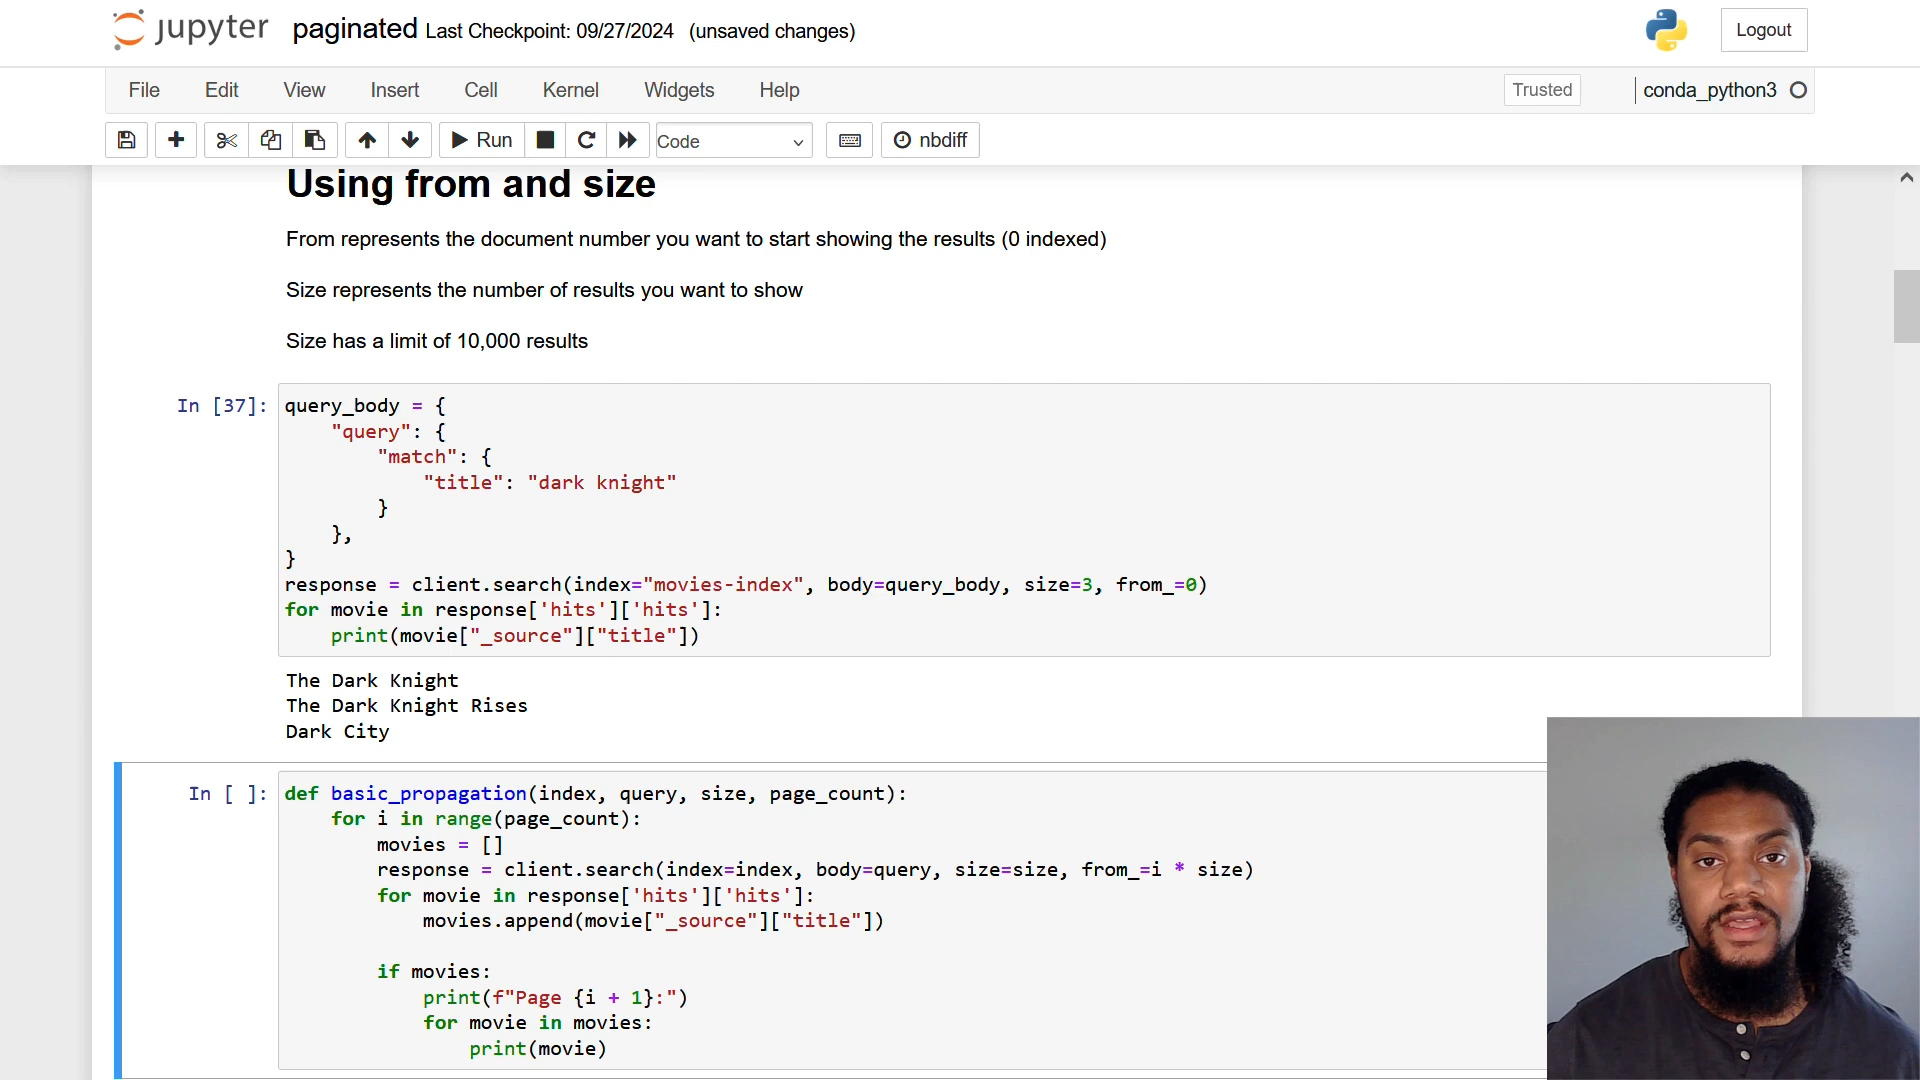 jupyter paginated Last Checkpoint: 09/27/2024 (unsaved changes) Logout
File Edit View Insert Cell Kernel Widgets Help Trusted conda_python3
Run Code nbdiff
Using from and size
From represents the document number you want to start showing the results (0 indexed)
Size represents the number of results you want to show
Size has a limit of 10,000 results
In [37]: query_body = {
    "query": {
        "match": {
            "title": "dark knight"
        }
    },
}
response = client.search(index="movies-index", body=query_body, size=3, from_=0)
for movie in response['hits']['hits']:
    print(movie["_source"]["title"])
The Dark Knight
The Dark Knight Rises
Dark City
In [ ]: def basic_propagation(index, query, size, page_count):
    for i in range(page_count):
        movies = []
        response = client.search(index=index, body=query, size=size, from_=i * size)
        for movie in response['hits']['hits']:
            movies.append(movie["_source"]["title"])
        if movies:
            print(f"Page {i + 1}:")
            for movie in movies:
                print(movie)